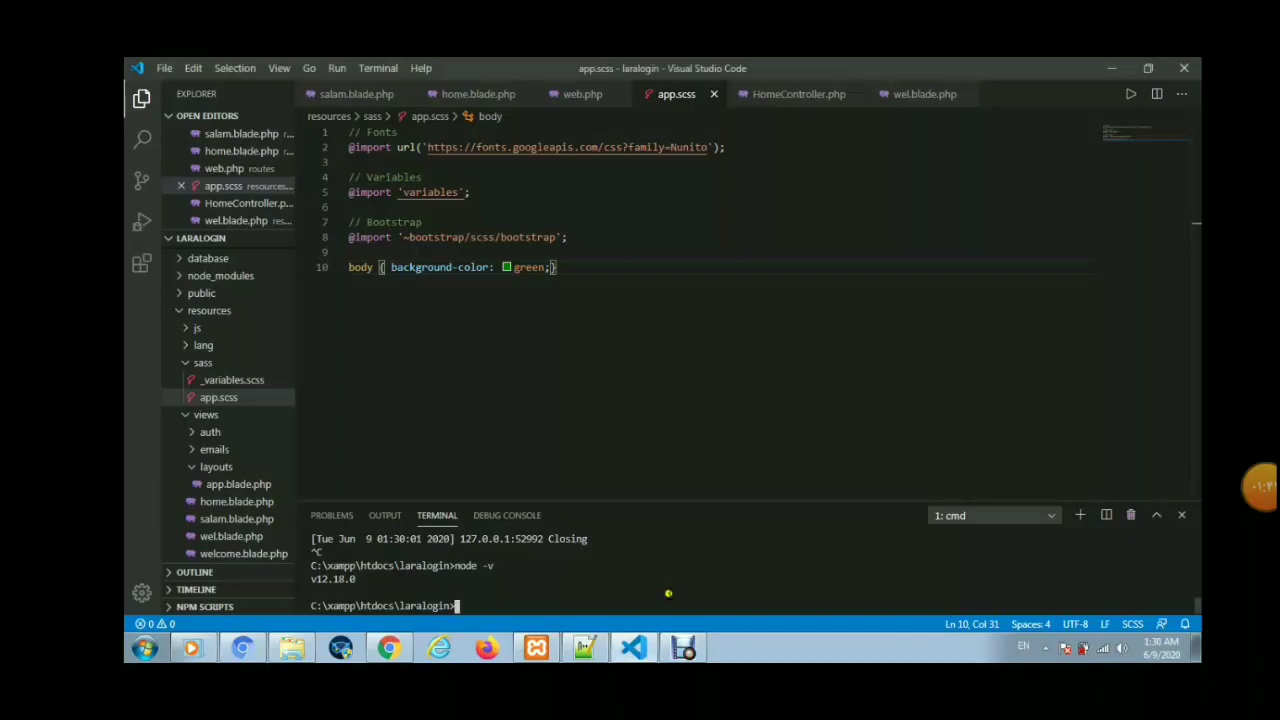 File Edit Selection View Go Run Terminal Help
app.scss - laralogin - Visual Studio Code
EXPLORER
salam.blade.php
home.blade.php
web.php
app.scss
HomeController.php
wel.blade.php
OPEN EDITORS
salam.blade.php r...
home.blade.php r...
web.php routes
app.scss resources...
HomeController.p...
wel.blade.php res...
LARALOGIN
database
node_modules
public
resources
js
lang
sass
_variables.scss
app.scss
views
auth
emails
layouts
app.blade.php
home.blade.php
salam.blade.php
wel.blade.php
welcome.blade.php
OUTLINE
TIMELINE
NPM SCRIPTS
resources > sass > app.scss > body
1 // Fonts
2 @import url('https://fonts.googleapis.com/css?family=Nunito');
3
4 // Variables
5 @import 'variables';
6
7 // Bootstrap
8 @import '~bootstrap/scss/bootstrap';
9
10 body { background-color: green;}
PROBLEMS OUTPUT TERMINAL DEBUG CONSOLE
1: cmd
[Tue Jun 9 01:30:01 2020] 127.0.0.1:52992 Closing
^C
C:\xampp\htdocs\laralogin>node -v
v12.18.0
C:\xampp\htdocs\laralogin>
0 0
Ln 10, Col 31 Spaces: 4 UTF-8 LF SCSS
EN
1:30 AM
6/9/2020